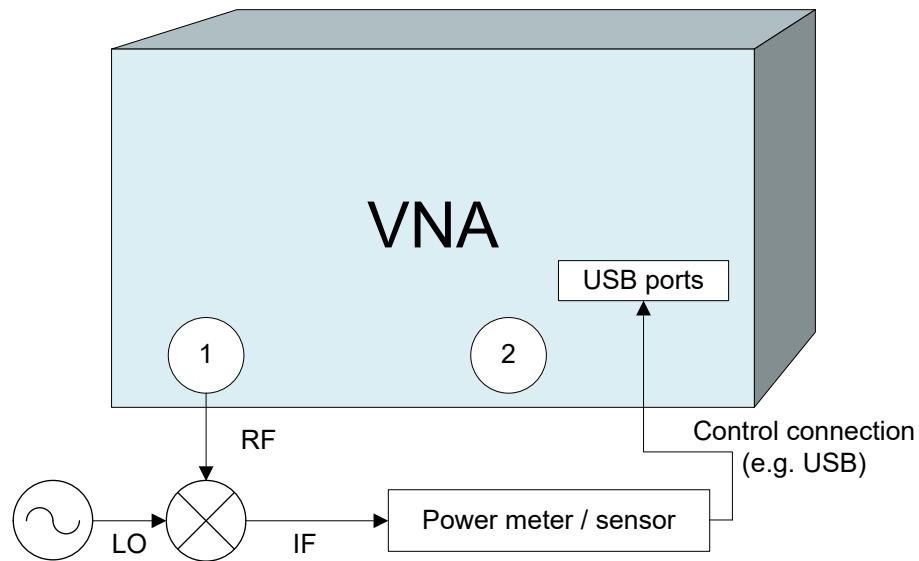 VNA
USB ports
1
2
RF
Control connection
(e.g. USB)
LO
IF
Power meter / sensor